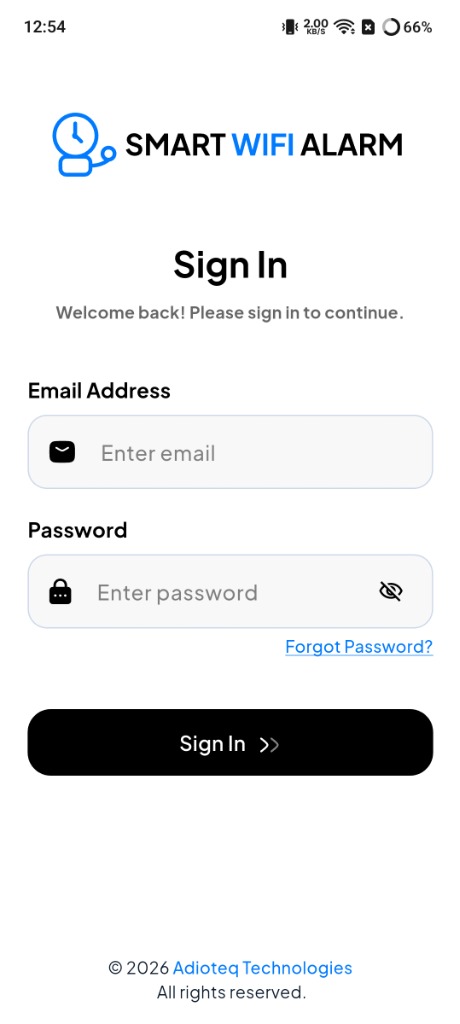 12:54
2.00
KB/S
66%
SMART WIFI ALARM
Sign In
Welcome back! Please sign in to continue.
Email Address
Enter email
Password
Enter password
Forgot Password?
Sign In
© 2026 Adioteq Technologies
All rights reserved.